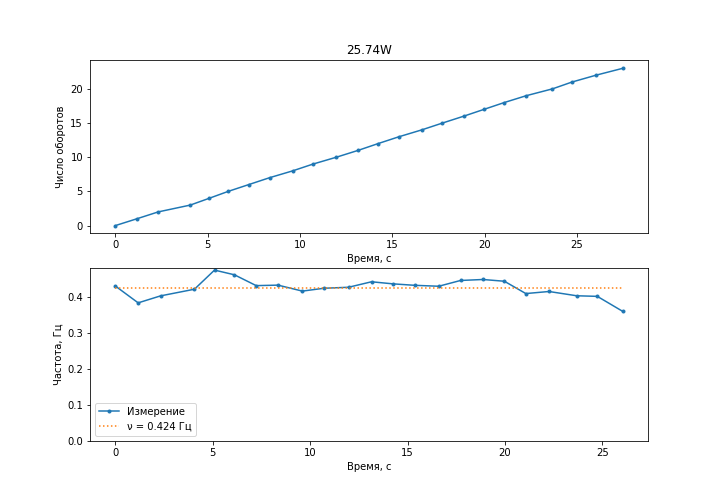 25.74W
Число оборотов
20
15
10
5
0
0 5 10 15 20 25
Время, с
Частота, Гц
0.4
0.3
0.2
0.1
0.0
Измерение
ν = 0.424 Гц
0 5 10 15 20 25
Время, с